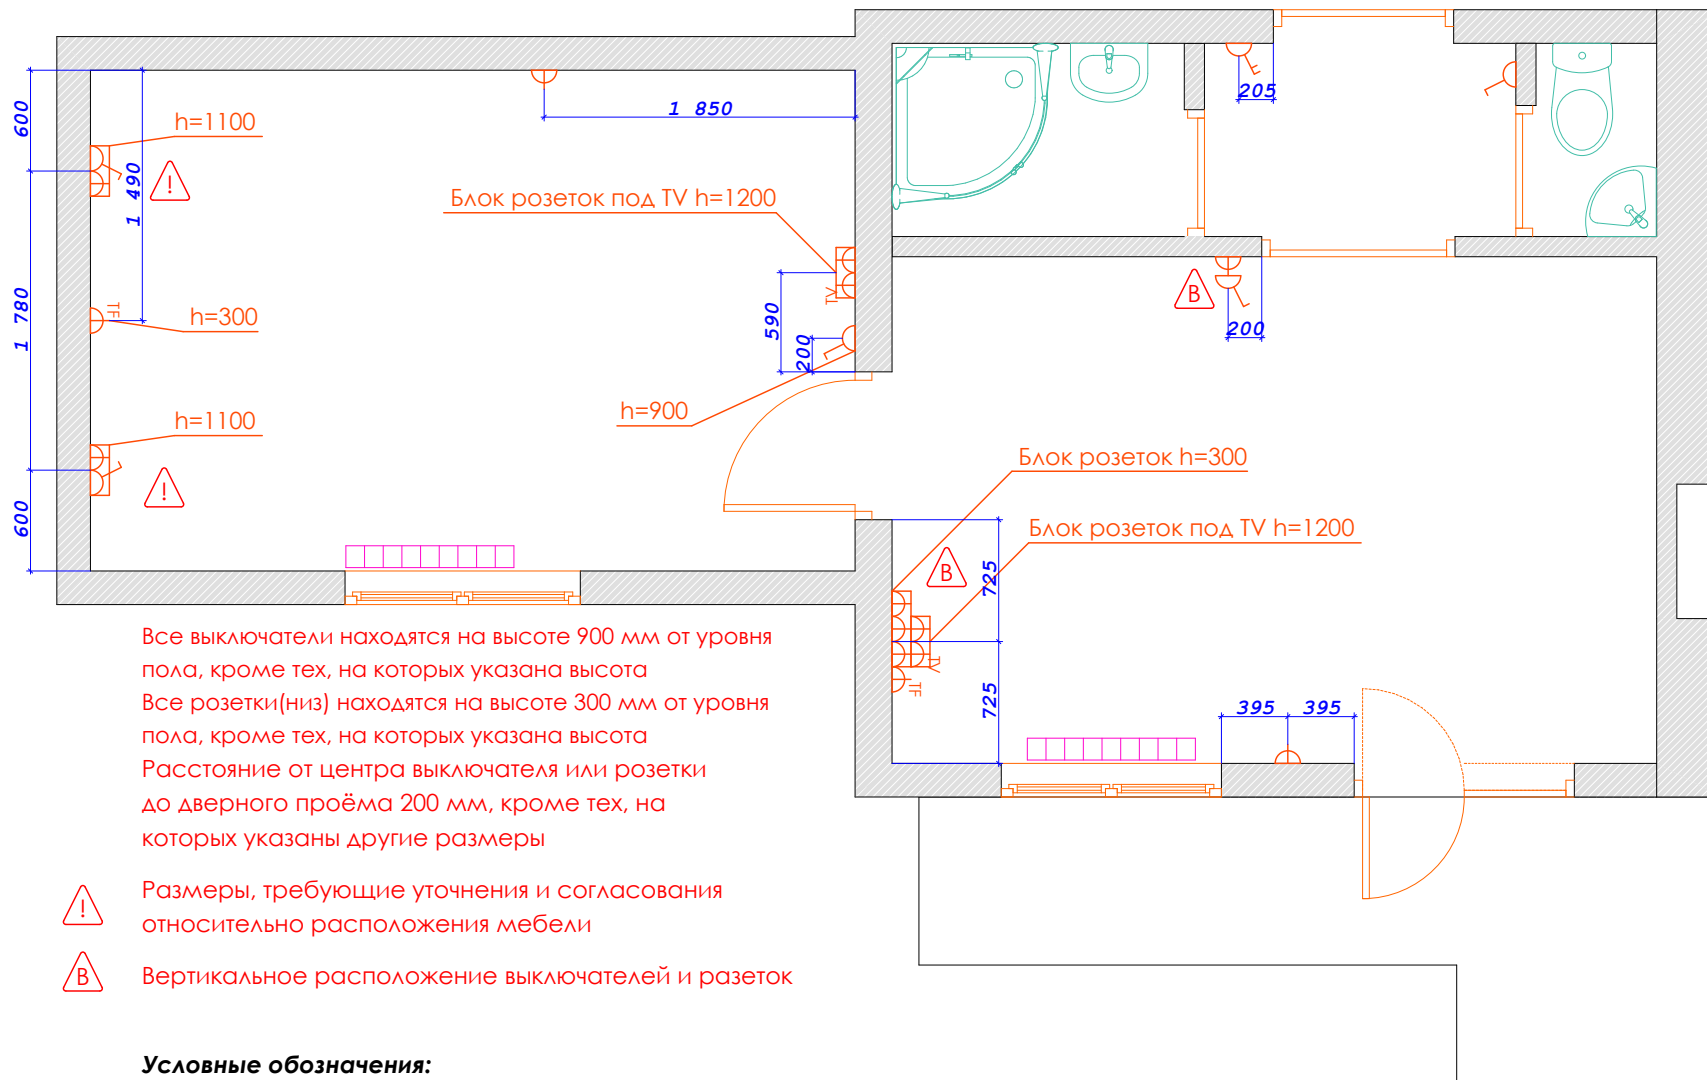 1 850
205
600
h=1100
1 490
Блок розеток под TV h=1200
TV
1 780
TF
h=300
590
200
B
200
h=900
h=1100
600
Блок розеток h=300
Блок розеток под TV h=1200
B
725
TV
TF
725
395
395
Все выключатели находятся на высоте 900 мм от уровня
пола, кроме тех, на которых указана высота
Все розетки(низ) находятся на высоте 300 мм от уровня
пола, кроме тех, на которых указана высота
Расстояние от центра выключателя или розетки
до дверного проёма 200 мм, кроме тех, на
которых указаны другие размеры
! Размеры, требующие уточнения и согласования
относительно расположения мебели
B Вертикальное расположение выключателей и разеток
Условные обозначения: